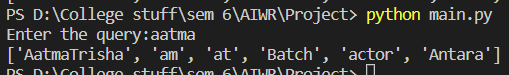 PS D:\College stuff\sem 6\AIWR\Project> python main.py
Enter the query:aatma
['AatmaTrisha', 'am', 'at', 'Batch', 'actor', 'Antara']
PS D:\College stuff\sem 6\AIWR\Project>